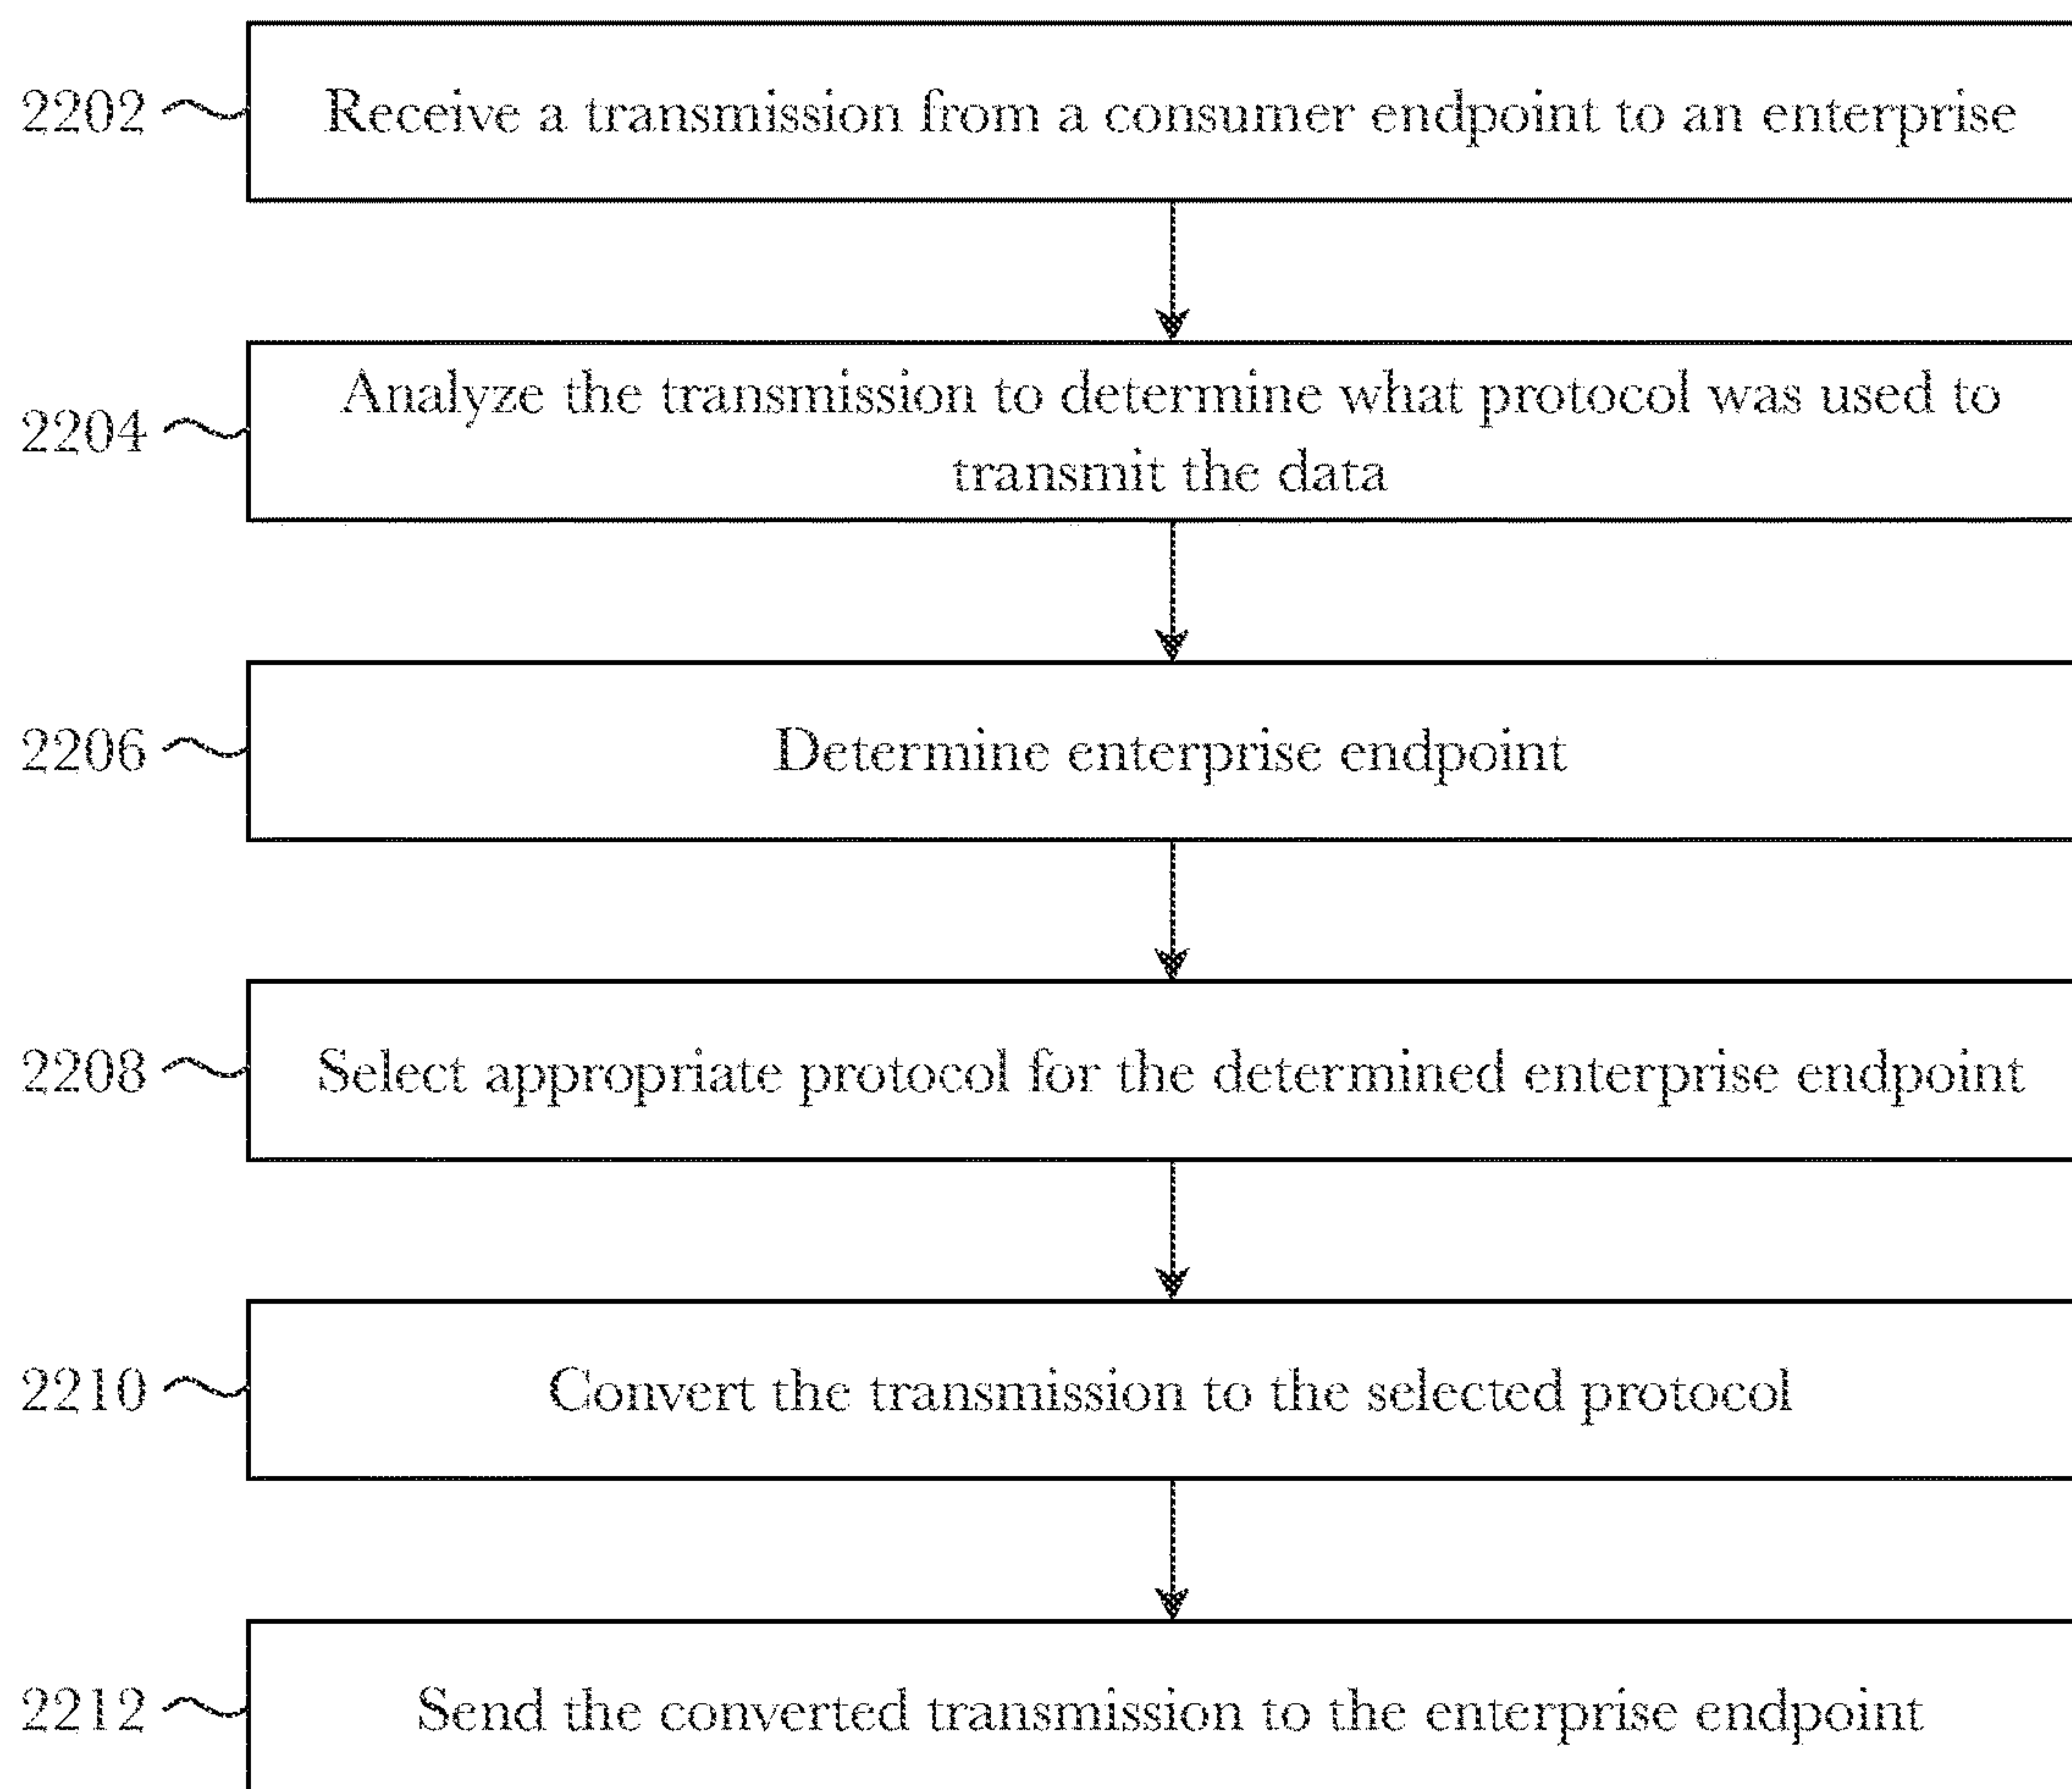 2202
Receive a transmission from a consumer endpoint to an enterprise
2204
Analyze the transmission to determine what protocol was used to
transmit the data
2206
Determine enterprise endpoint
2208
Select appropriate protocol for the determined enterprise endpoint
2210
Convert the transmission to the selected protocol
2212
Send the converted transmission to the enterprise endpoint